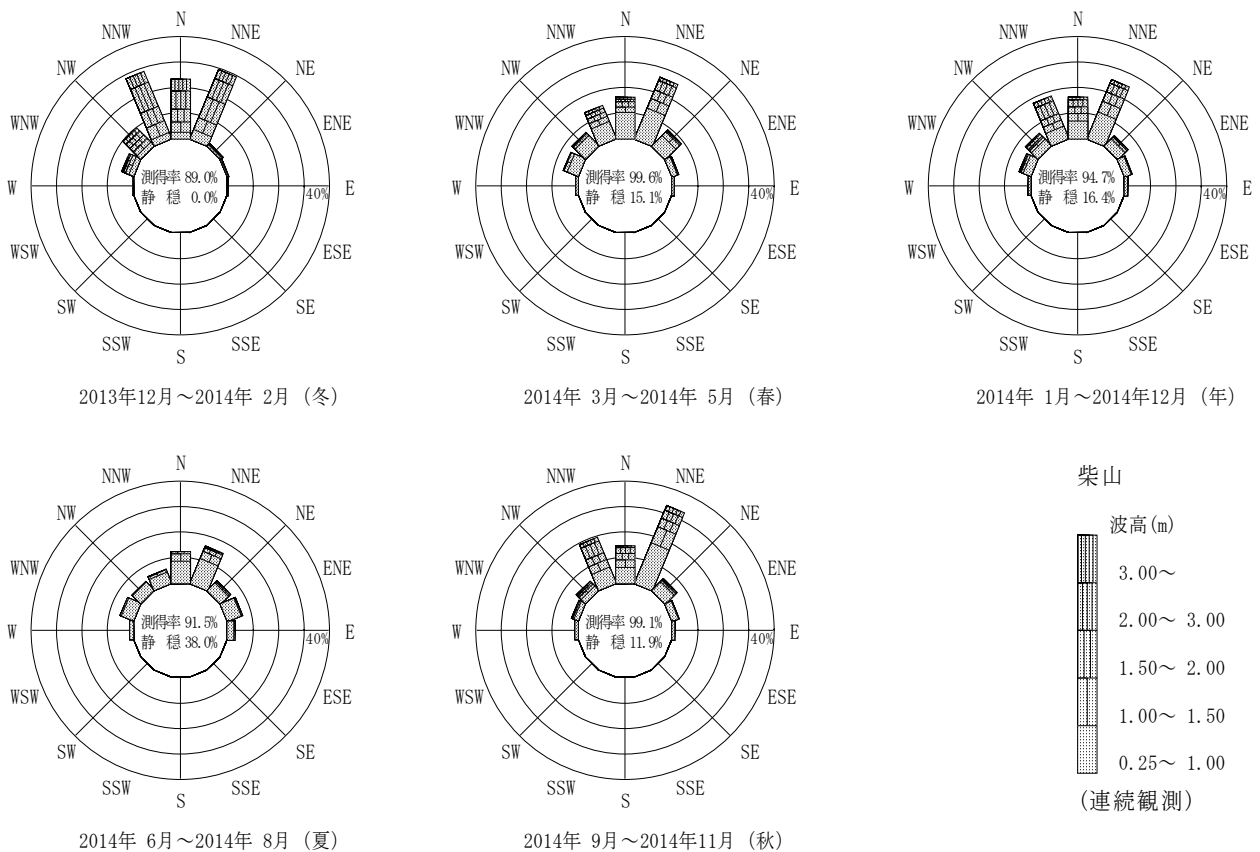 N
NNW
NNE
NW
NE
WNW
ENE
W
測得率 89.0%
静 穏 0.0%
40%
E
WSW
ESE
SW
SE
SSW
SSE
S
2013年12月～2014年 2月 (冬)
N
NNW
NNE
NW
NE
WNW
ENE
W
測得率 99.6%
静 穏 15.1%
40%
E
WSW
ESE
SW
SE
SSW
SSE
S
2014年 3月～2014年 5月 (春)
N
NNW
NNE
NW
NE
WNW
ENE
W
測得率 94.7%
静 穏 16.4%
40%
E
WSW
ESE
SW
SE
SSW
SSE
S
2014年 1月～2014年12月 (年)
N
NNW
NNE
NW
NE
WNW
ENE
W
測得率 91.5%
静 穏 38.0%
40%
E
WSW
ESE
SW
SE
SSW
SSE
S
2014年 6月～2014年 8月 (夏)
N
NNW
NNE
NW
NE
WNW
ENE
W
測得率 99.1%
静 穏 11.9%
40%
E
WSW
ESE
SW
SE
SSW
SSE
S
2014年 9月～2014年11月 (秋)
柴山
波高(m)
3.00～
2.00～ 3.00
1.50～ 2.00
1.00～ 1.50
0.25～ 1.00
(連続観測)